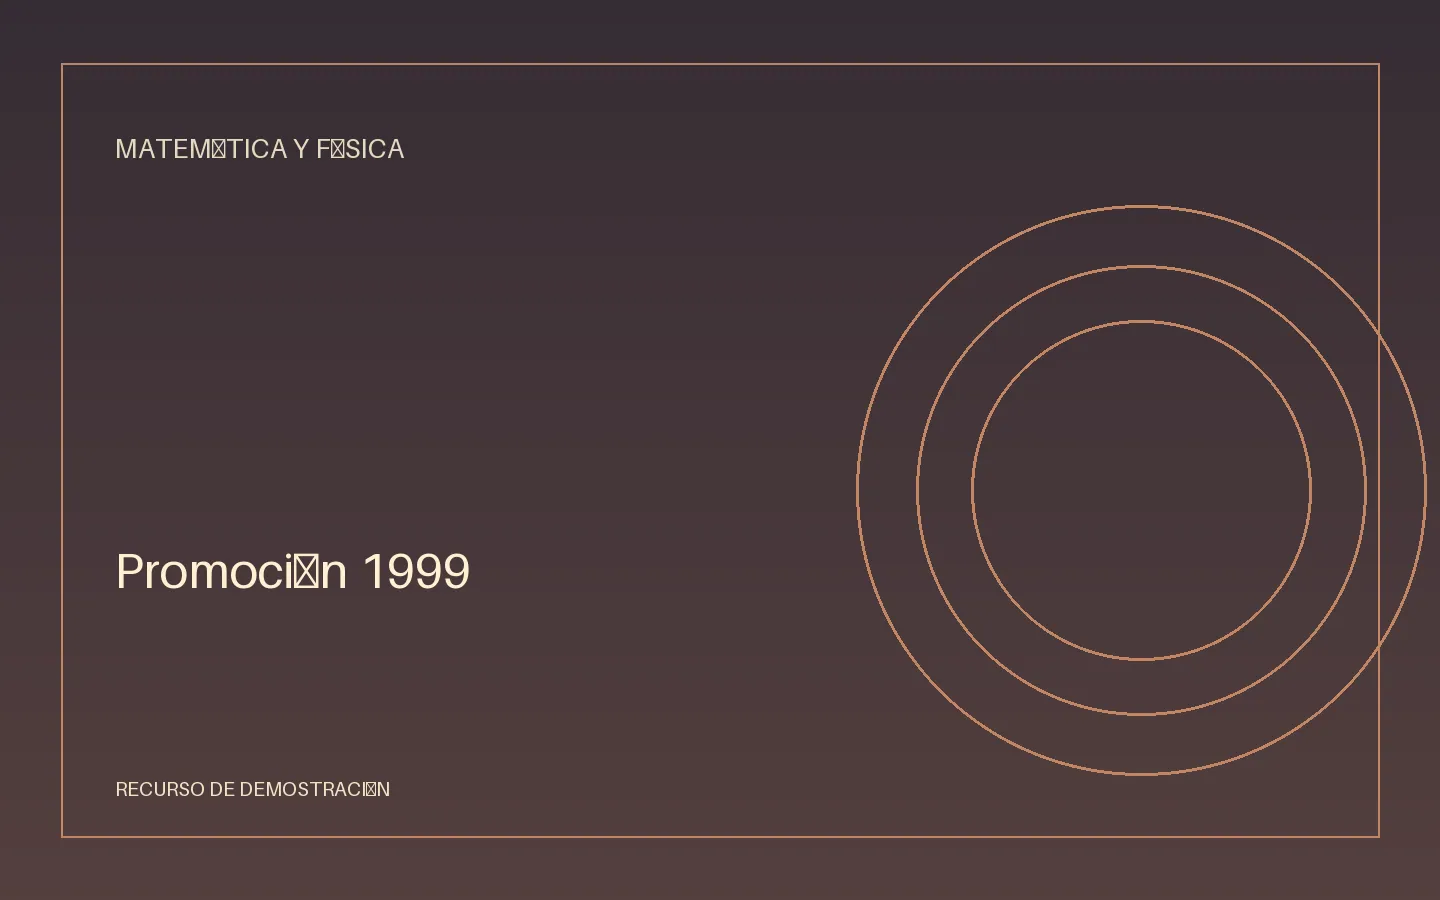 MATEM☒TICA Y F☒SICA
Promoci☒n 1999
RECURSO DE DEMOSTRACI☒N